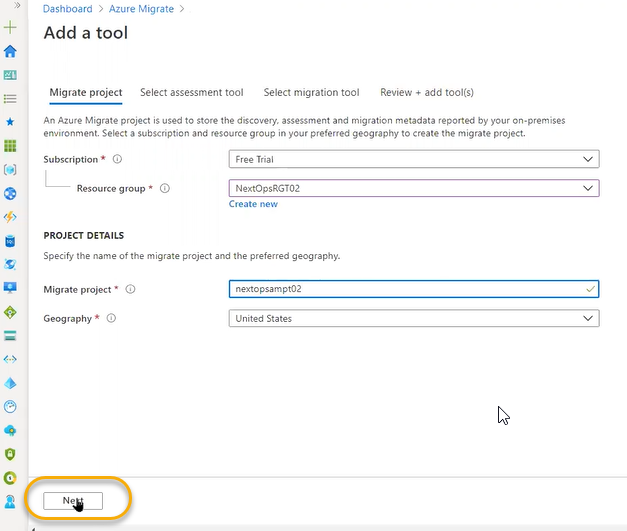 Dashboard > Azure Migrate >
Add a tool
Migrate project Select assessment tool Select migration tool Review + add tool(s)
An Azure Migrate project is used to store the discovery, assessment and migration metadata reported by your on-premises
environment. Select a subscription and resource group in your preferred geography to create the migrate project.
Subscription * Free Trial
Resource group * NextOpsRGT02
Create new
PROJECT DETAILS
Specify the name of the migrate project and the preferred geography.
Migrate project * nextopsampt02
Geography * United States
Next